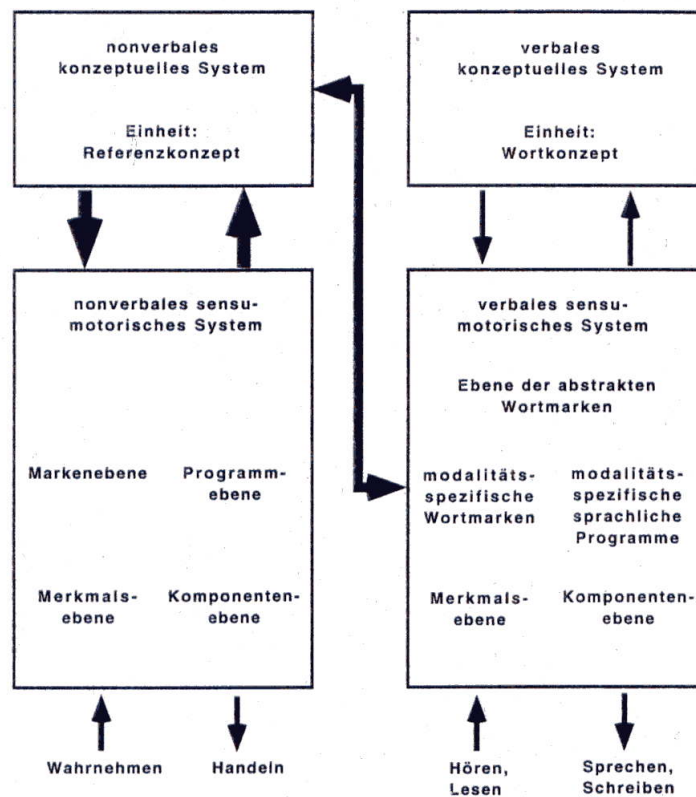 nonverbales
konzeptuelles System
Einheit:
Referenzkonzept
verbales
konzeptuelles System
Einheit:
Wortkonzept
nonverbales sensu-
motorisches System
Markenebene
Programm-
ebene
Merkmals-
ebene
Komponenten-
ebene
verbales sensu-
motorisches System
Ebene der abstrakten
Wortmarken
modalitäts-
spezifische
Wortmarken
modalitäts-
spezifische
sprachliche
Programme
Merkmals-
ebene
Komponenten-
ebene
Wahrnehmen
Handeln
Hören,
Lesen
Sprechen,
Schreiben